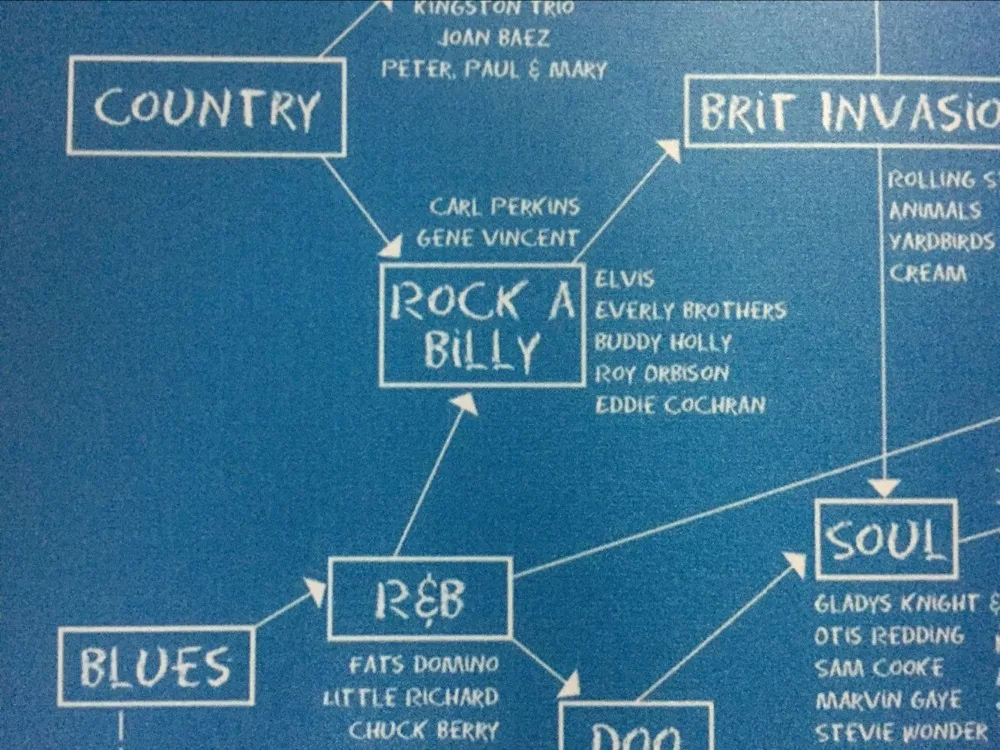 KINGSTON TRIO
JOAN BAEZ
PETER, PAUL & MARY
COUNTRY
BRIT INVASIO
ROLLING S
ANIMALS
YARDBIRDS
CREAM
CARL PERKINS
GENE VINCENT
ROCK A
BILLY
ELVIS
EVERLY BROTHERS
BUDDY HOLLY
ROY ORBISON
EDDIE COCHRAN
SOUL
GLADYS KNIGHT &
OTIS REDDING
SAM COOKE
MARVIN GAYE
STEVIE WONDER
R&B
FATS DOMINO
LITTLE RICHARD
CHUCK BERRY
BLUES
DOO